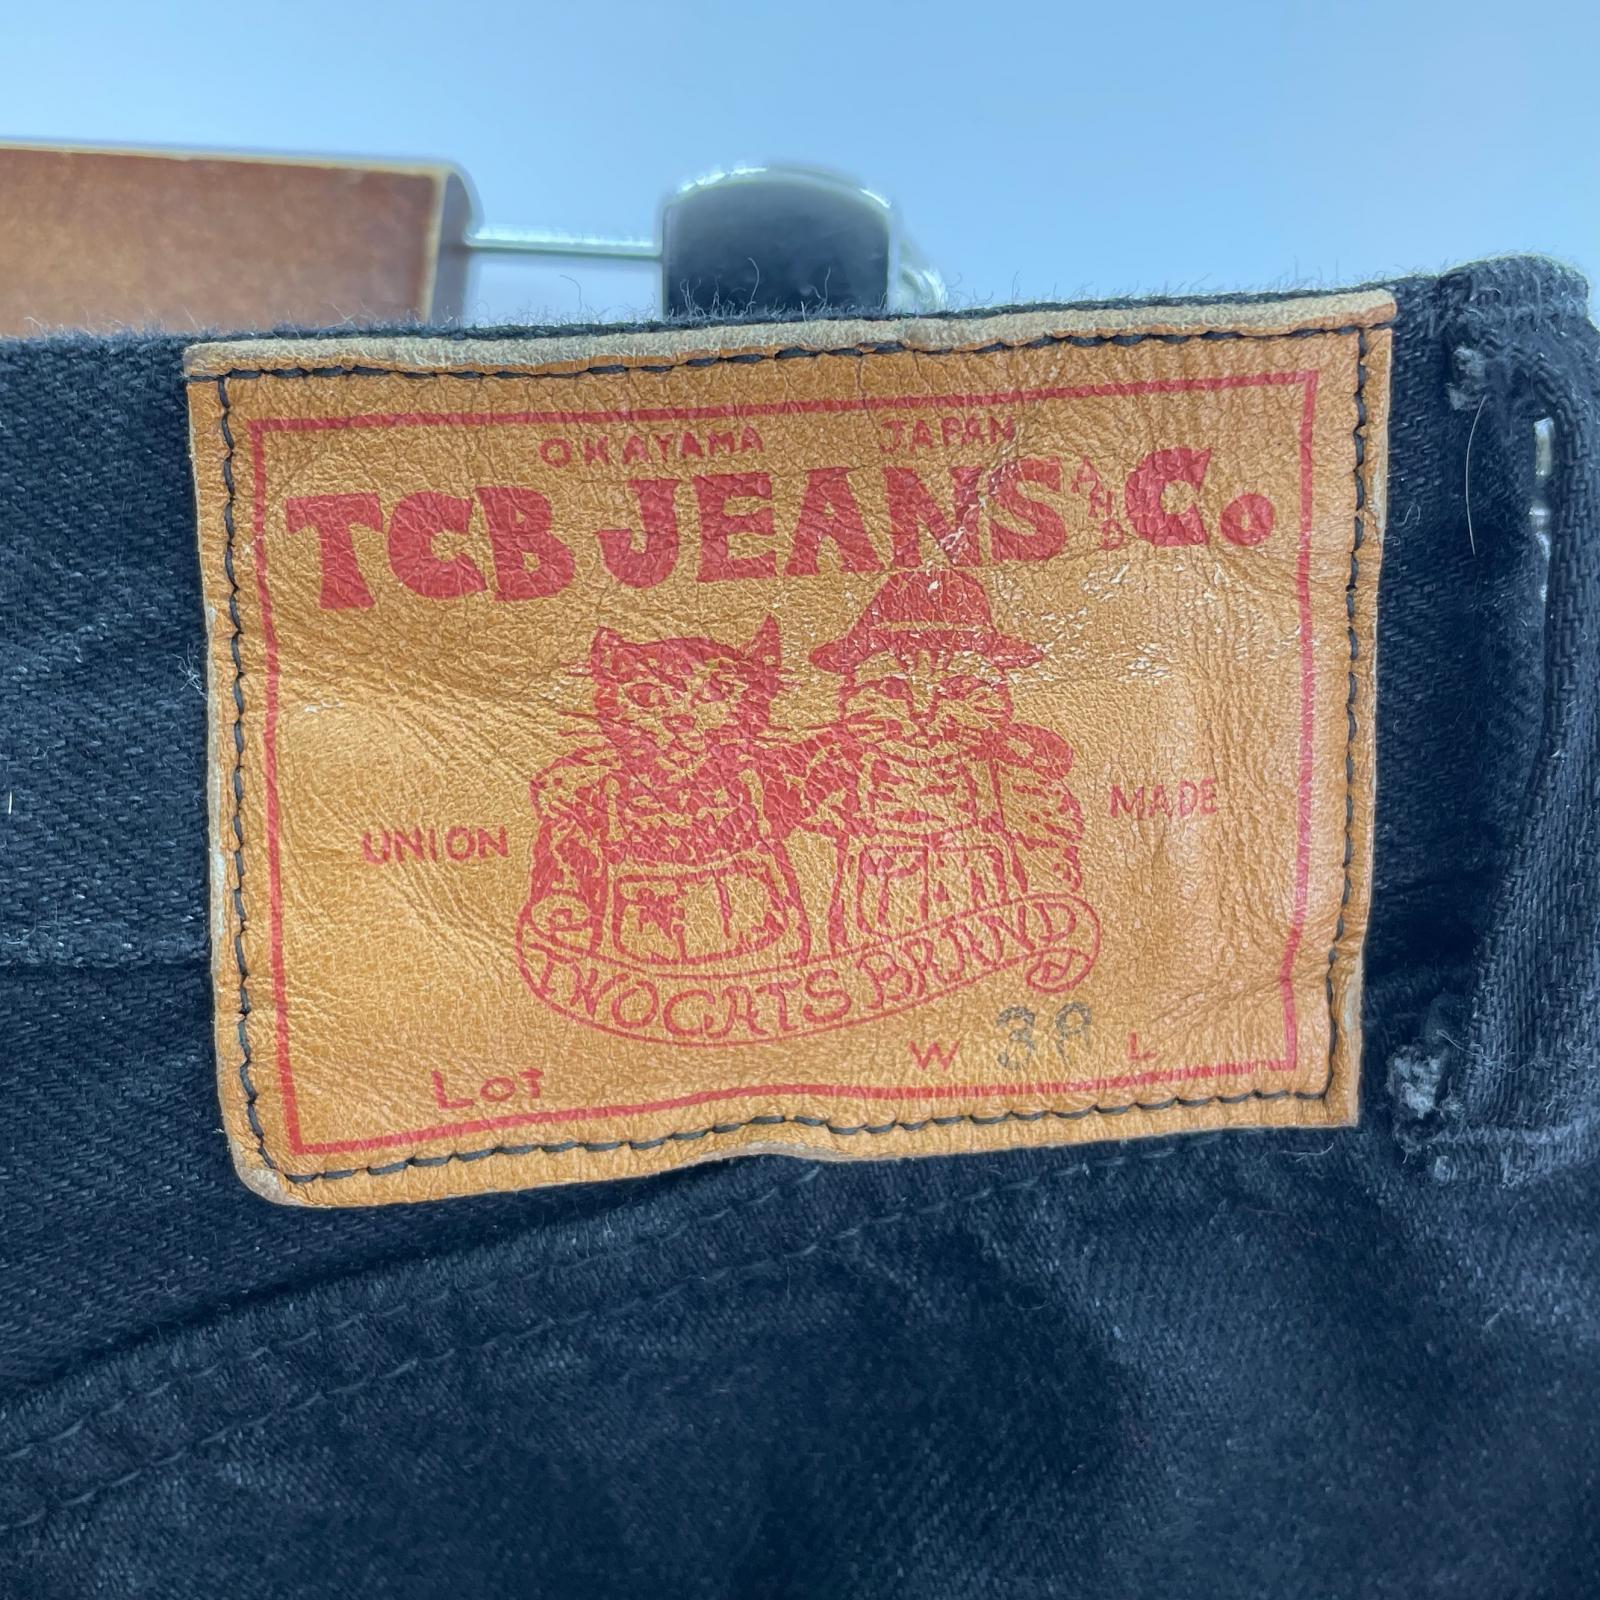 OKAYAMA JAPAN
TCB JEANS AND Co
UNION MADE
TWOCATS BRAND
LOT W 38 L